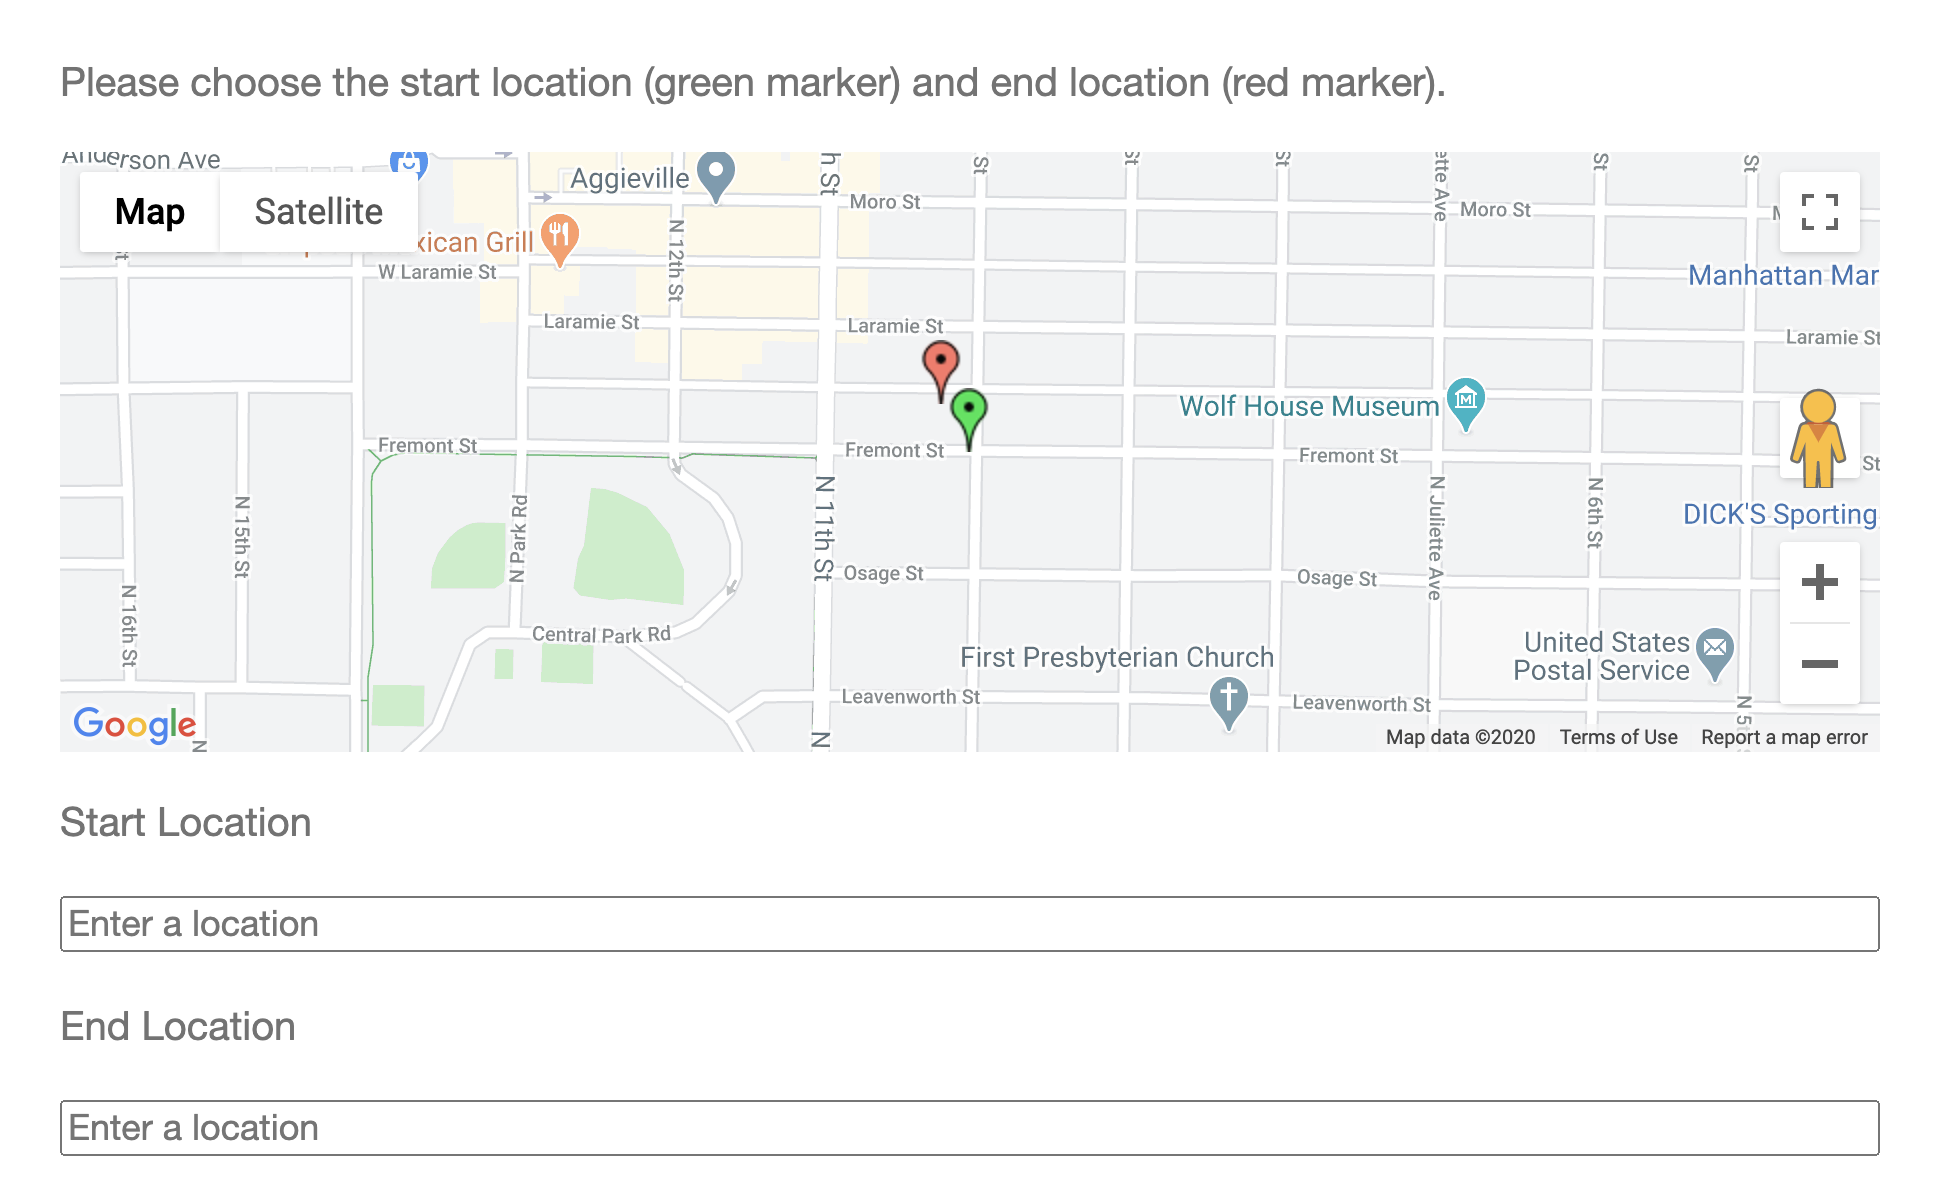 Please choose the start location (green marker) and end location (red marker).
Aggieville
Map
Satellite
Moro St
Moro St
xican Grill
N 12th St
W Laramie St
Manhattan Mar
Laramie St
Laramie St
Laramie St
Wolf House Museum
Fremont St
Fremont St
Fremont St
St
N 15th St
N Park Rd
N 11th St
N Juliette Ave
N 6th St
DICK'S Sporting
Osage St
Osage St
N 16th St
Central Park Rd
First Presbyterian Church
United States
Postal Service
Leavenworth St
Leavenworth St
Google
N
N
Map data ©2020
Terms of Use
Report a map error
Start Location
Enter a location
End Location
Enter a location